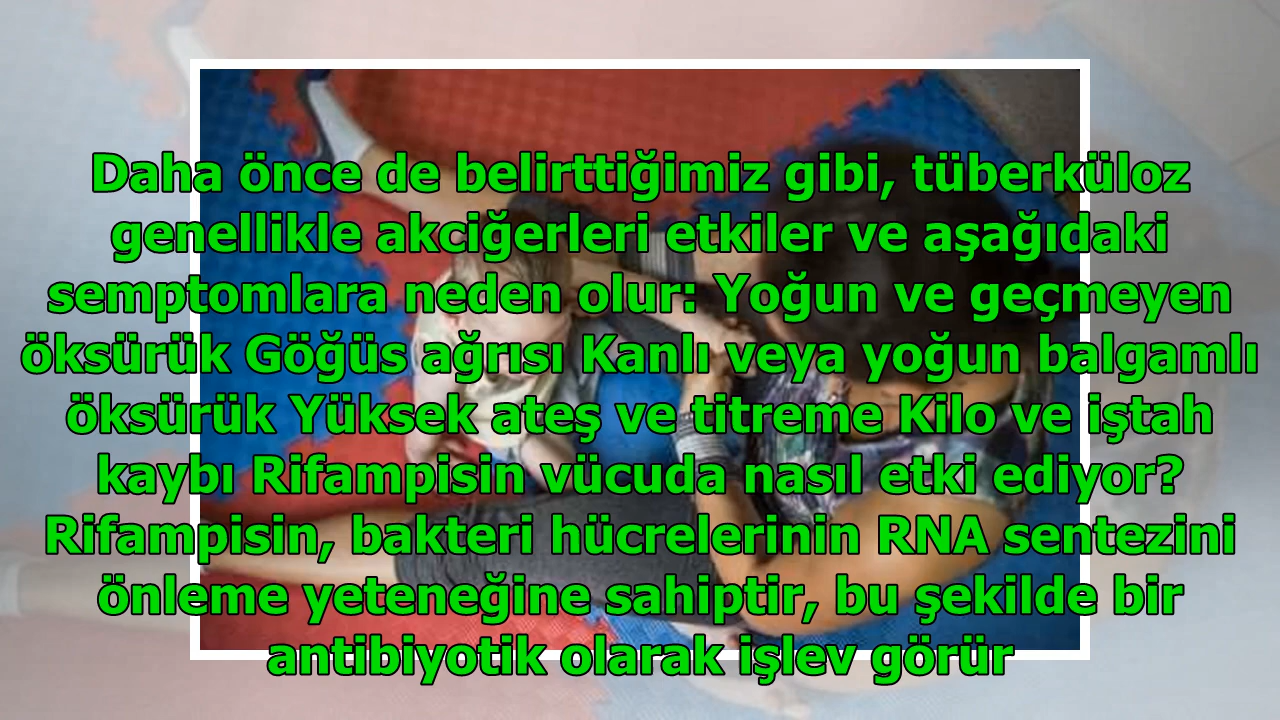 Daha önce de belirttiğimiz gibi, tüberküloz
genellikle akciğerleri etkiler ve aşağıdaki
semptomlara neden olur: Yoğun ve geçmeyen
öksürük Göğüs ağrısı Kanlı veya yoğun balgamlı
öksürük Yüksek ateş ve titreme Kilo ve iştah
kaybı Rifampisin vücuda nasıl etki ediyor?
Rifampisin, bakteri hücrelerinin RNA sentezini
önleme yeteneğine sahiptir, bu şekilde bir
antibiyotik olarak işlev görür